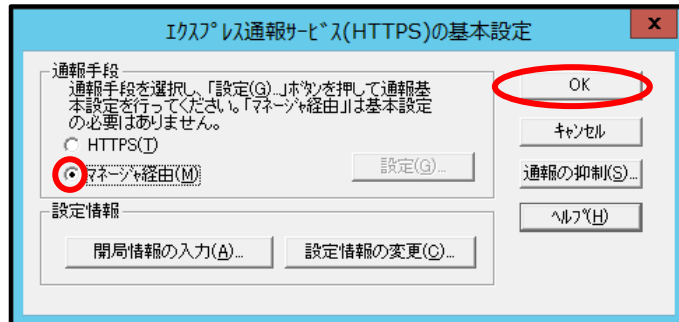 ｴｸｽﾌﾟﾚｽ通報ｻｰﾋﾞｽ(HTTPS)の基本設定
x
通報手段
通報手段を選択し、「設定(G)...」ﾎﾞﾀﾝを押して通報基
本設定を行ってください。「ﾏﾈｰｼﾞｬ経由」は基本設定
の必要はありません。
HTTPS(T)
ﾏﾈｰｼﾞｬ経由(M)
設定(G)...
設定情報
開局情報の入力(A)...
設定情報の変更(C)...
OK
ｷｬﾝｾﾙ
通報の抑制(S)...
ﾍﾙﾌﾟ(H)